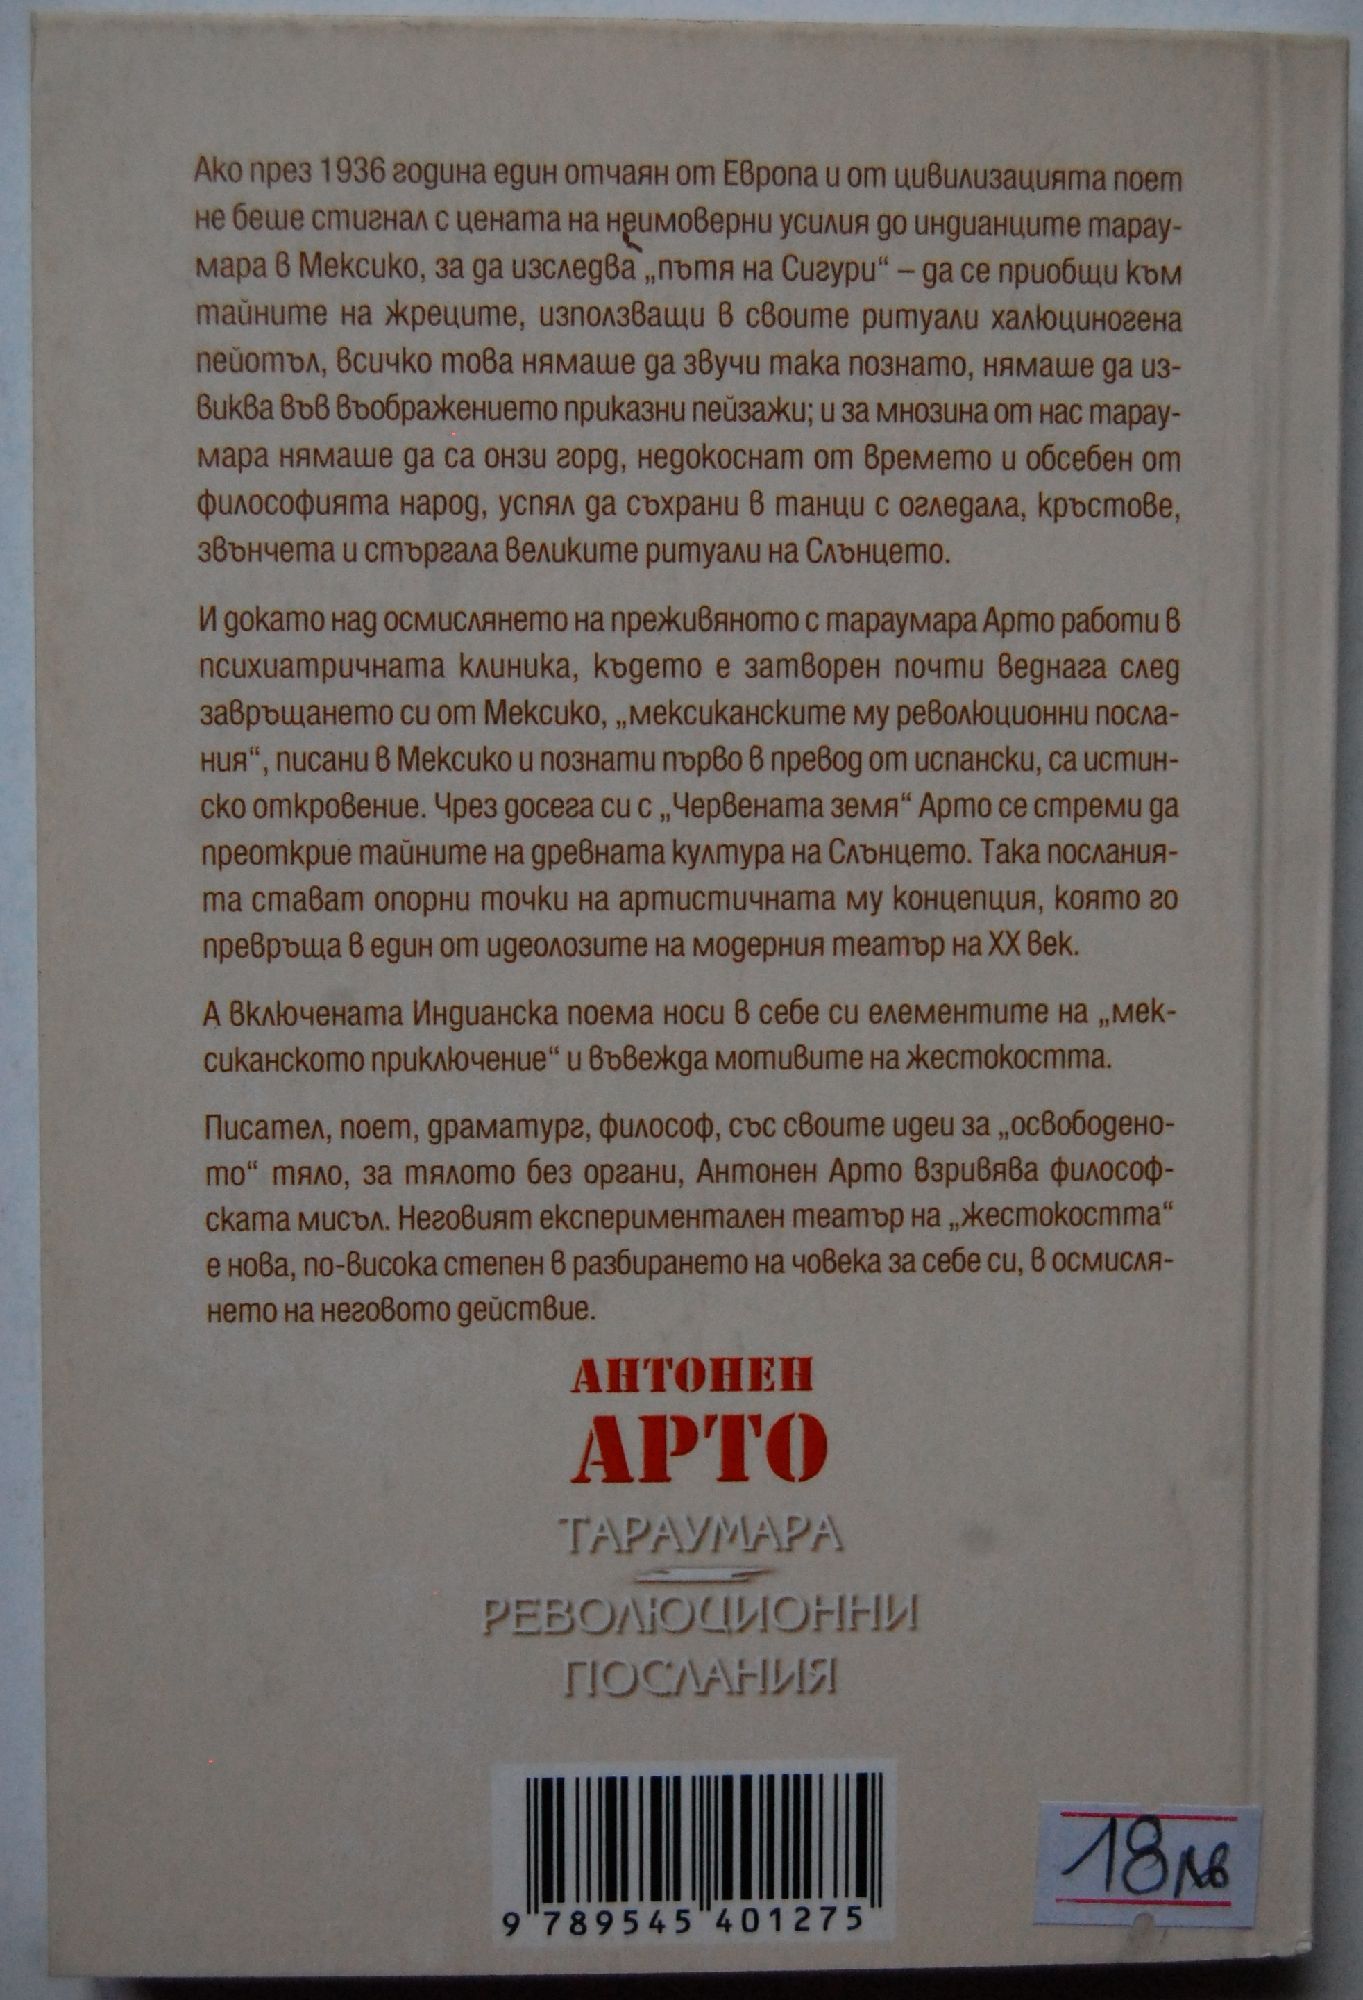 Ако през 1936 година един отчаян от Европа и от цивилизацията поет
не беше стигнал с цената на неимоверни усилия до индианците тарау-
мара в Мексико, за да изследва „пътя на Сигури“ – да се приобщи към
тайните на жреците, използващи в своите ритуали халюциногена
пейотъл, всичко това нямаше да звучи така познато, нямаше да из-
виква във въображението приказни пейзажи; и за мнозина от нас тарау-
мара нямаше да са онзи горд, недокоснат от времето и обсебен от
философията народ, успял да съхрани в танци с огледала, кръстове,
звънчета и стъргала великите ритуали на Слънцето.
И докато над осмислянето на преживяното с тараумара Арто работи в
психиатричната клиника, където е затворен почти веднага след
завръщането си от Мексико, „мексиканските му революционни посла-
ния“, писани в Мексико и познати първо в превод от испански, са истин-
ско откровение. Чрез досега си с „Червената земя“ Арто се стреми да
преоткрие тайните на древната култура на Слънцето. Така послания-
та стават опорни точки на артистичната му концепция, която го
превръща в един от идеолозите на модерния театър на XX век.
А включената Индианска поема носи в себе си елементите на „мек-
сиканското приключение“ и въвежда мотивите на жестокостта.
Писател, поет, драматург, философ, със своите идеи за „освободено-
то“ тяло, за тялото без органи, Антонен Арто взривява философ-
ската мисъл. Неговият експериментален театър на „жестокостта“
е нова, по-висока степен в разбирането на човека за себе си, в осмисля-
нето на неговото действие.
АНТОНЕН
АРТО
ТАРАУМАРА
РЕВОЛЮЦИОННИ
ПОСЛАНИЯ
9 789545 401275
18 лв